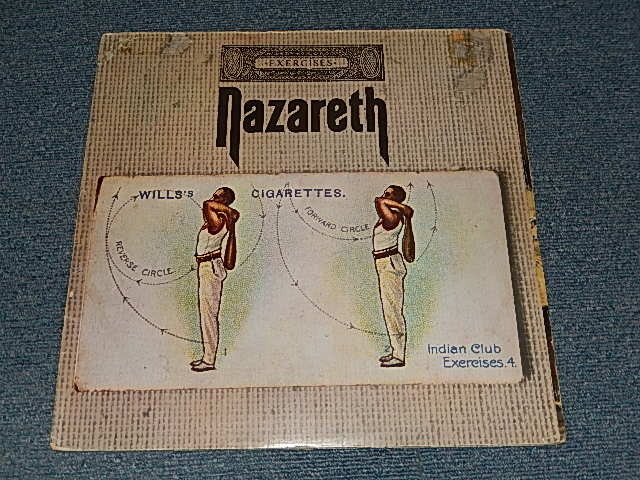 EXERCISES
Nazareth
WILLS'S CIGARETTES.
REVERSE CIRCLE
FORWARD CIRCLE
Indian Club
Exercises. 4.